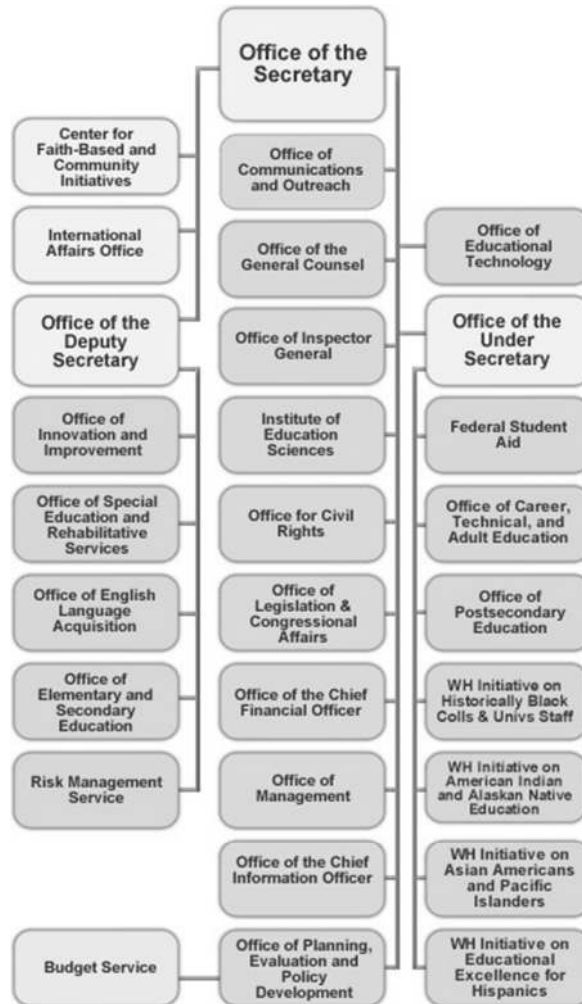 Office of the
Secretary
Center for
Faith-Based and
Community
Initiatives
Office of
Communications
and Outreach
International
Affairs Office
Office of the
General Counsel
Office of
Educational
Technology
Office of the
Deputy
Secretary
Office of Inspector
General
Office of the
Under
Secretary
Office of
Innovation and
Improvement
Institute of
Education
Sciences
Federal Student
Aid
Office of Special
Education and
Rehabilitative
Services
Office for Civil
Rights
Office of Career,
Technical, and
Adult Education
Office of English
Language
Acquisition
Office of
Legislation &
Congressional
Affairs
Office of
Postsecondary
Education
Office of
Elementary and
Secondary
Education
Office of the Chief
Financial Officer
WH Initiative on
Historically Black
Colls & Univs Staff
Risk Management
Service
Office of
Management
WH Initiative on
American Indian
and Alaskan Native
Education
Office of the Chief
Information Officer
WH Initiative on
Asian Americans
and Pacific
Islanders
Budget Service
Office of Planning,
Evaluation and
Policy
Development
WH Initiative on
Educational
Excellence for
Hispanics